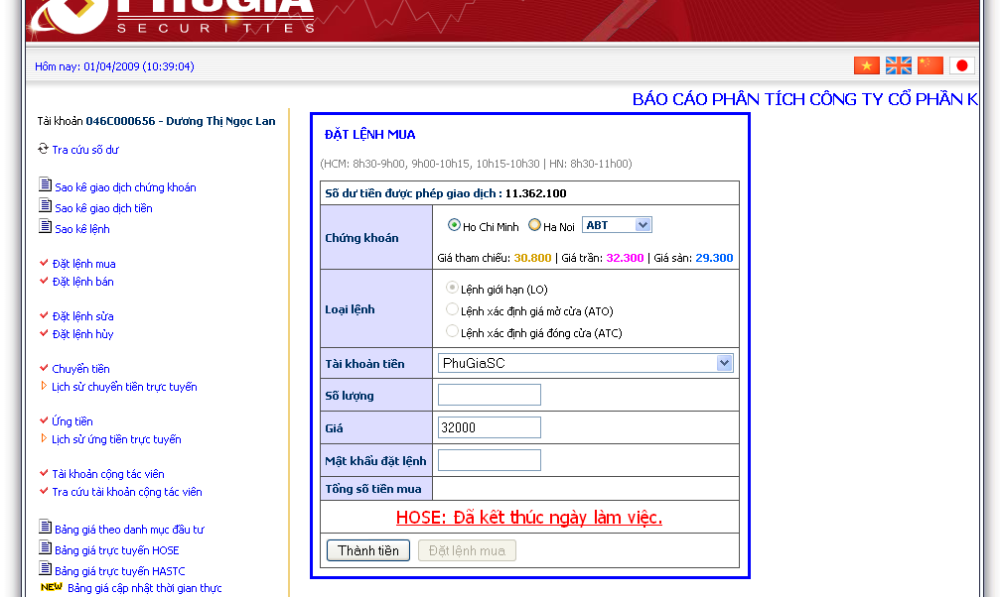 PHUGIA
SECURITIES
Hôm nay: 01/04/2009 (10:39:04)
BÁO CÁO PHÂN TÍCH CÔNG TY CỔ PHẦN K
Tài khoản 046C000656 - Dương Thị Ngọc Lan
Tra cứu số dư
Sao kê giao dịch chứng khoán
Sao kê giao dịch tiền
Sao kê lệnh
Đặt lệnh mua
Đặt lệnh bán
Đặt lệnh sửa
Đặt lệnh hủy
Chuyển tiền
Lịch sử chuyển tiền trực tuyến
Ứng tiền
Lịch sử ứng tiền trực tuyến
Tài khoản cộng tác viên
Tra cứu tài khoản cộng tác viên
Bảng giá theo danh mục đầu tư
Bảng giá trực tuyến HOSE
Bảng giá trực tuyến HASTC
NEW Bảng giá cập nhật thời gian thực
ĐẶT LỆNH MUA
(HCM: 8h30-9h00, 9h00-10h15, 10h15-10h30 | HN: 8h30-11h00)
Số dư tiền được phép giao dịch : 11.362.100
Chứng khoán
Ho Chi Minh Ha Noi ABT
Giá tham chiếu: 30.800 | Giá trần: 32.300 | Giá sàn: 29.300
Loại lệnh
Lệnh giới hạn (LO)
Lệnh xác định giá mở cửa (ATO)
Lệnh xác định giá đóng cửa (ATC)
Tài khoản tiền PhuGiaSC
Số lượng
Giá 32000
Mật khẩu đặt lệnh
Tổng số tiền mua
HOSE: Đã kết thúc ngày làm việc.
Thành tiền Đặt lệnh mua